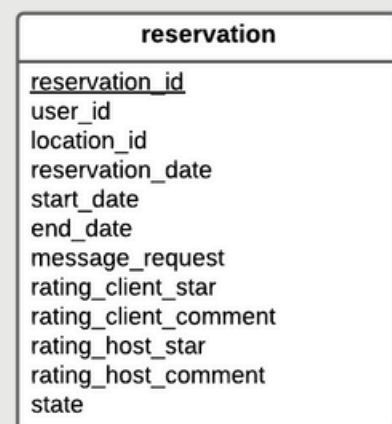 reservation
reservation_id
user_id
location_id
reservation_date
start_date
end_date
message_request
rating_client_star
rating_client_comment
rating_host_star
rating_host_comment
state